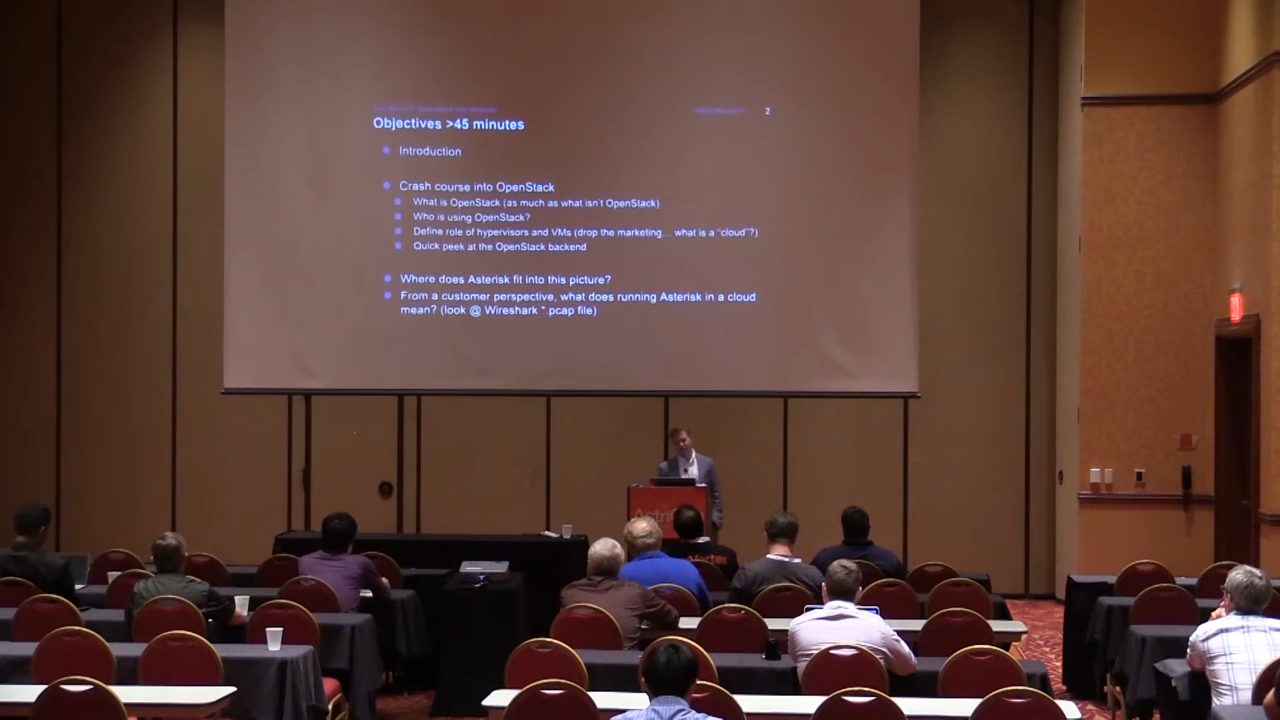 2
Objectives >45 minutes
Introduction
Crash course into OpenStack
What is OpenStack (as much as what isn't OpenStack)
Who is using OpenStack?
Define role of hypervisors and VMs (drop the marketing... what is a "cloud"?)
Quick peek at the OpenStack backend
Where does Asterisk fit into this picture?
From a customer perspective, what does running Asterisk in a cloud
mean? (look @ Wireshark *.pcap file)